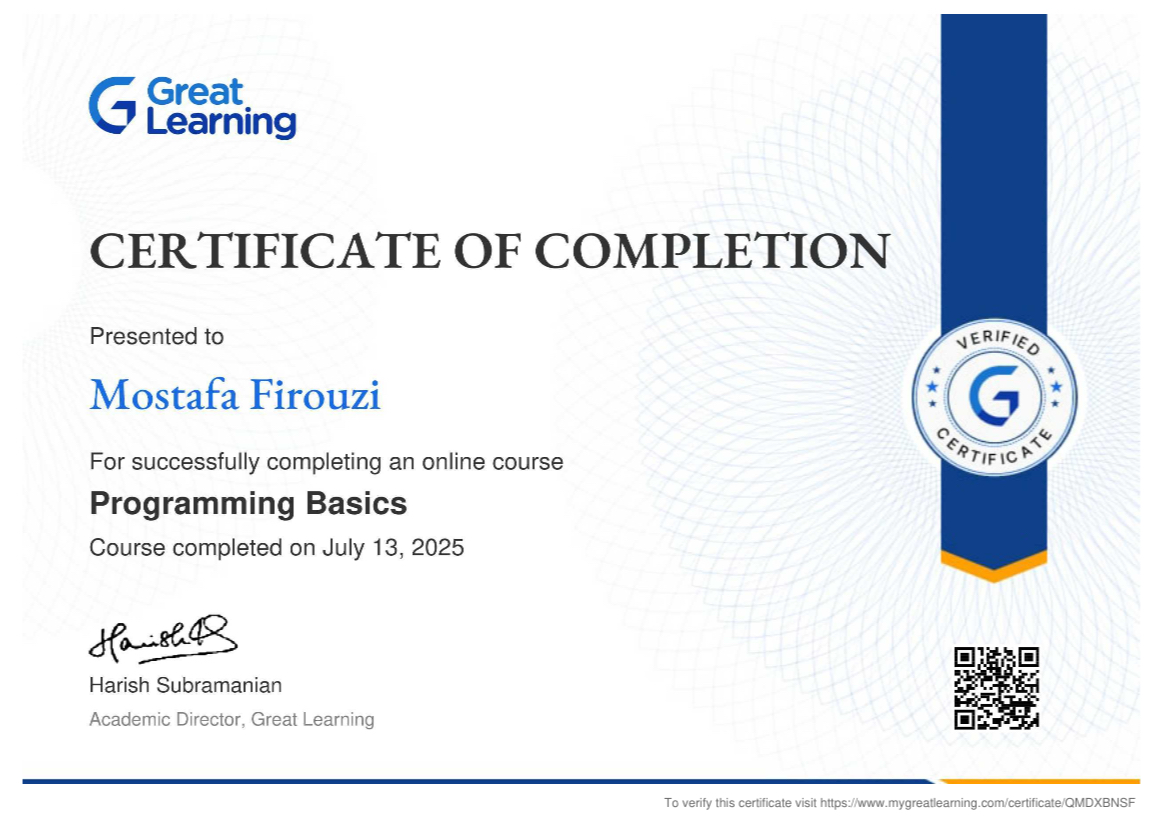 Great
Learning
CERTIFICATE OF COMPLETION
Presented to
Mostafa Firouzi
For successfully completing an online course
Programming Basics
Course completed on July 13, 2025
VERIFIED
CERTIFICATE
HarishS
Harish Subramanian
Academic Director, Great Learning
To verify this certificate visit https://www.mygreatlearning.com/certificate/QMDXBNSF